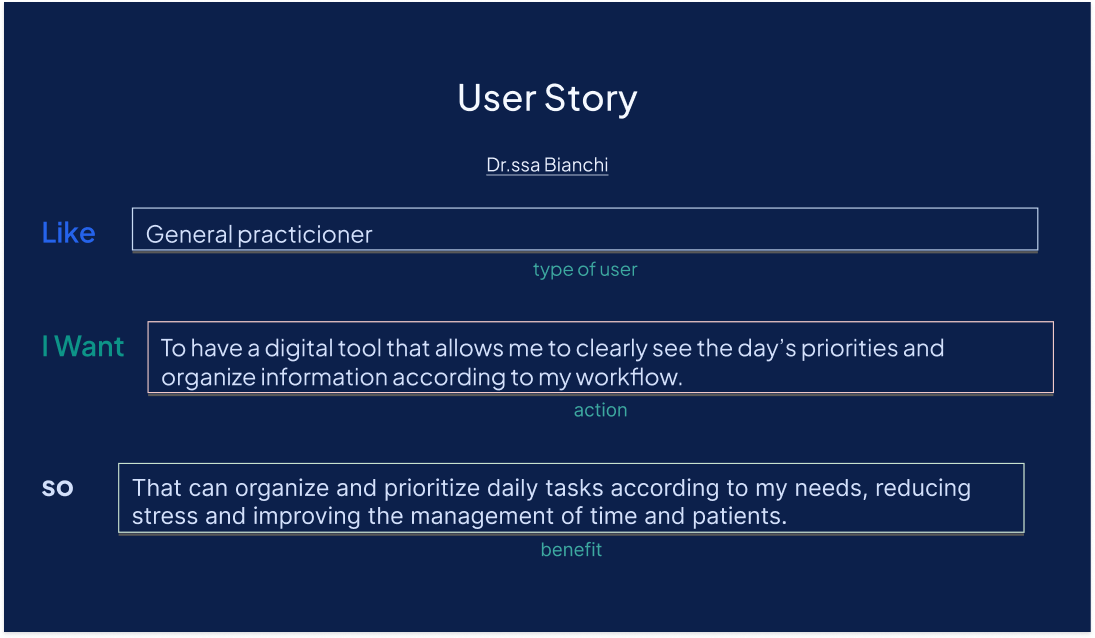 User Story
Dr.ssa Bianchi
Like
General practicioner
type of user
I Want
To have a digital tool that allows me to clearly see the day's priorities and
organize information according to my workflow.
action
so
That can organize and prioritize daily tasks according to my needs, reducing
stress and improving the management of time and patients.
benefit